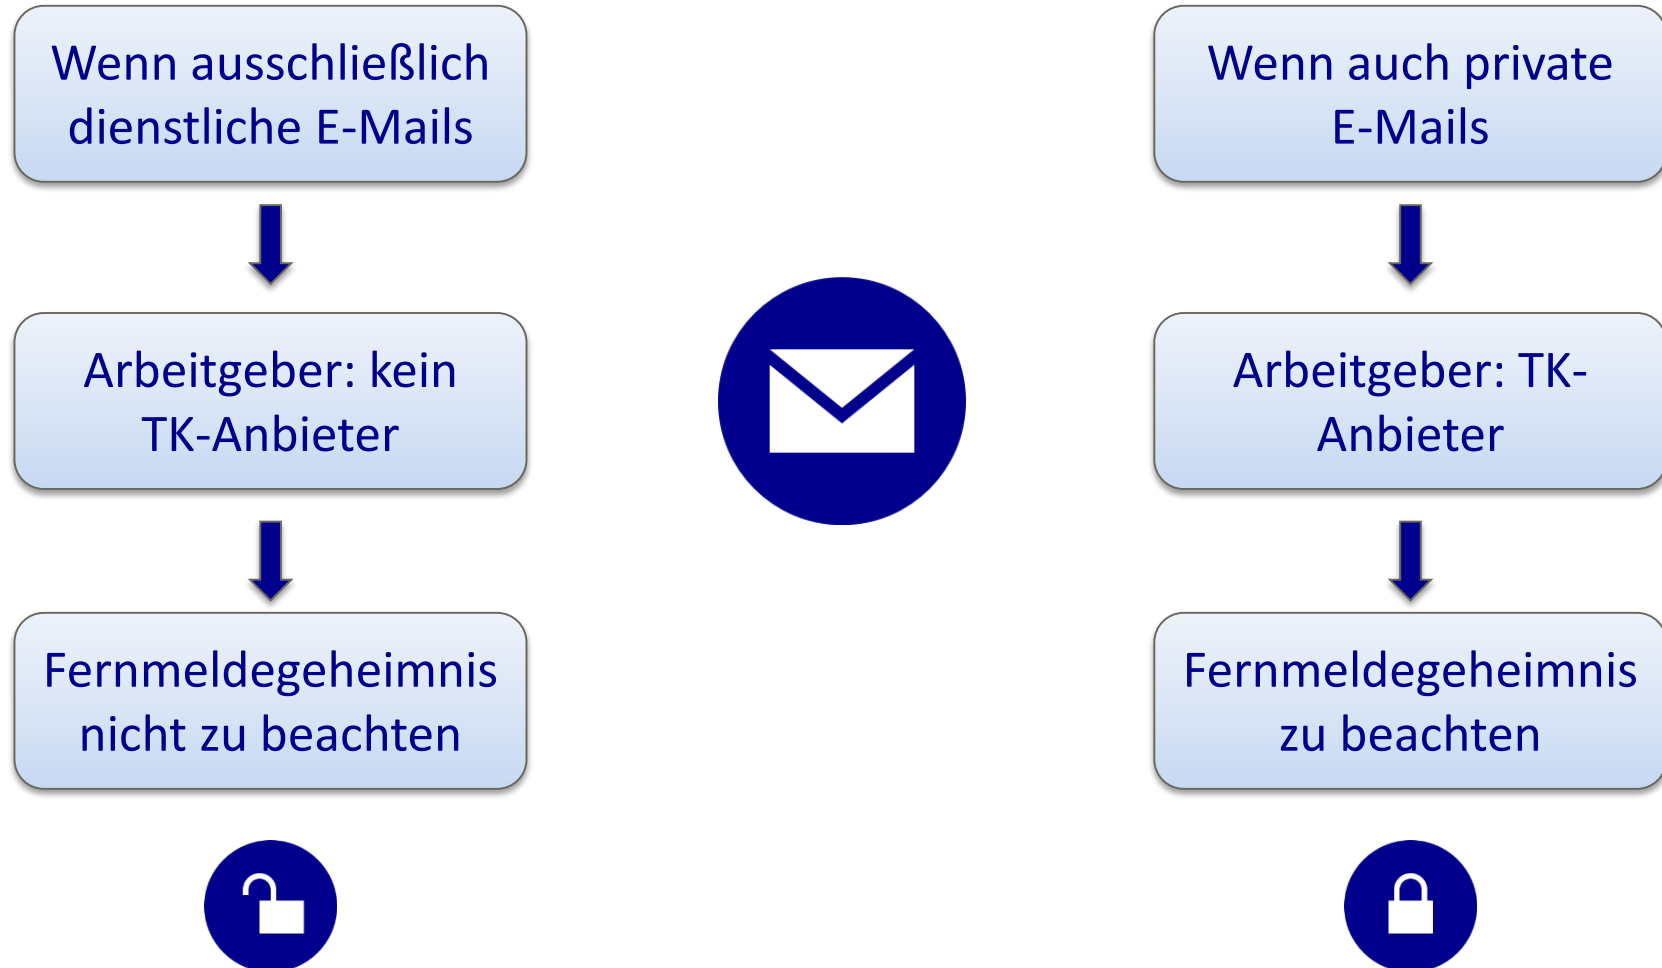 Wenn ausschließlich
dienstliche E-Mails
Arbeitgeber: kein
TK-Anbieter
Fernmeldegeheimnis
nicht zu beachten
Wenn auch private
E-Mails
Arbeitgeber: TK-
Anbieter
Fernmeldegeheimnis
zu beachten